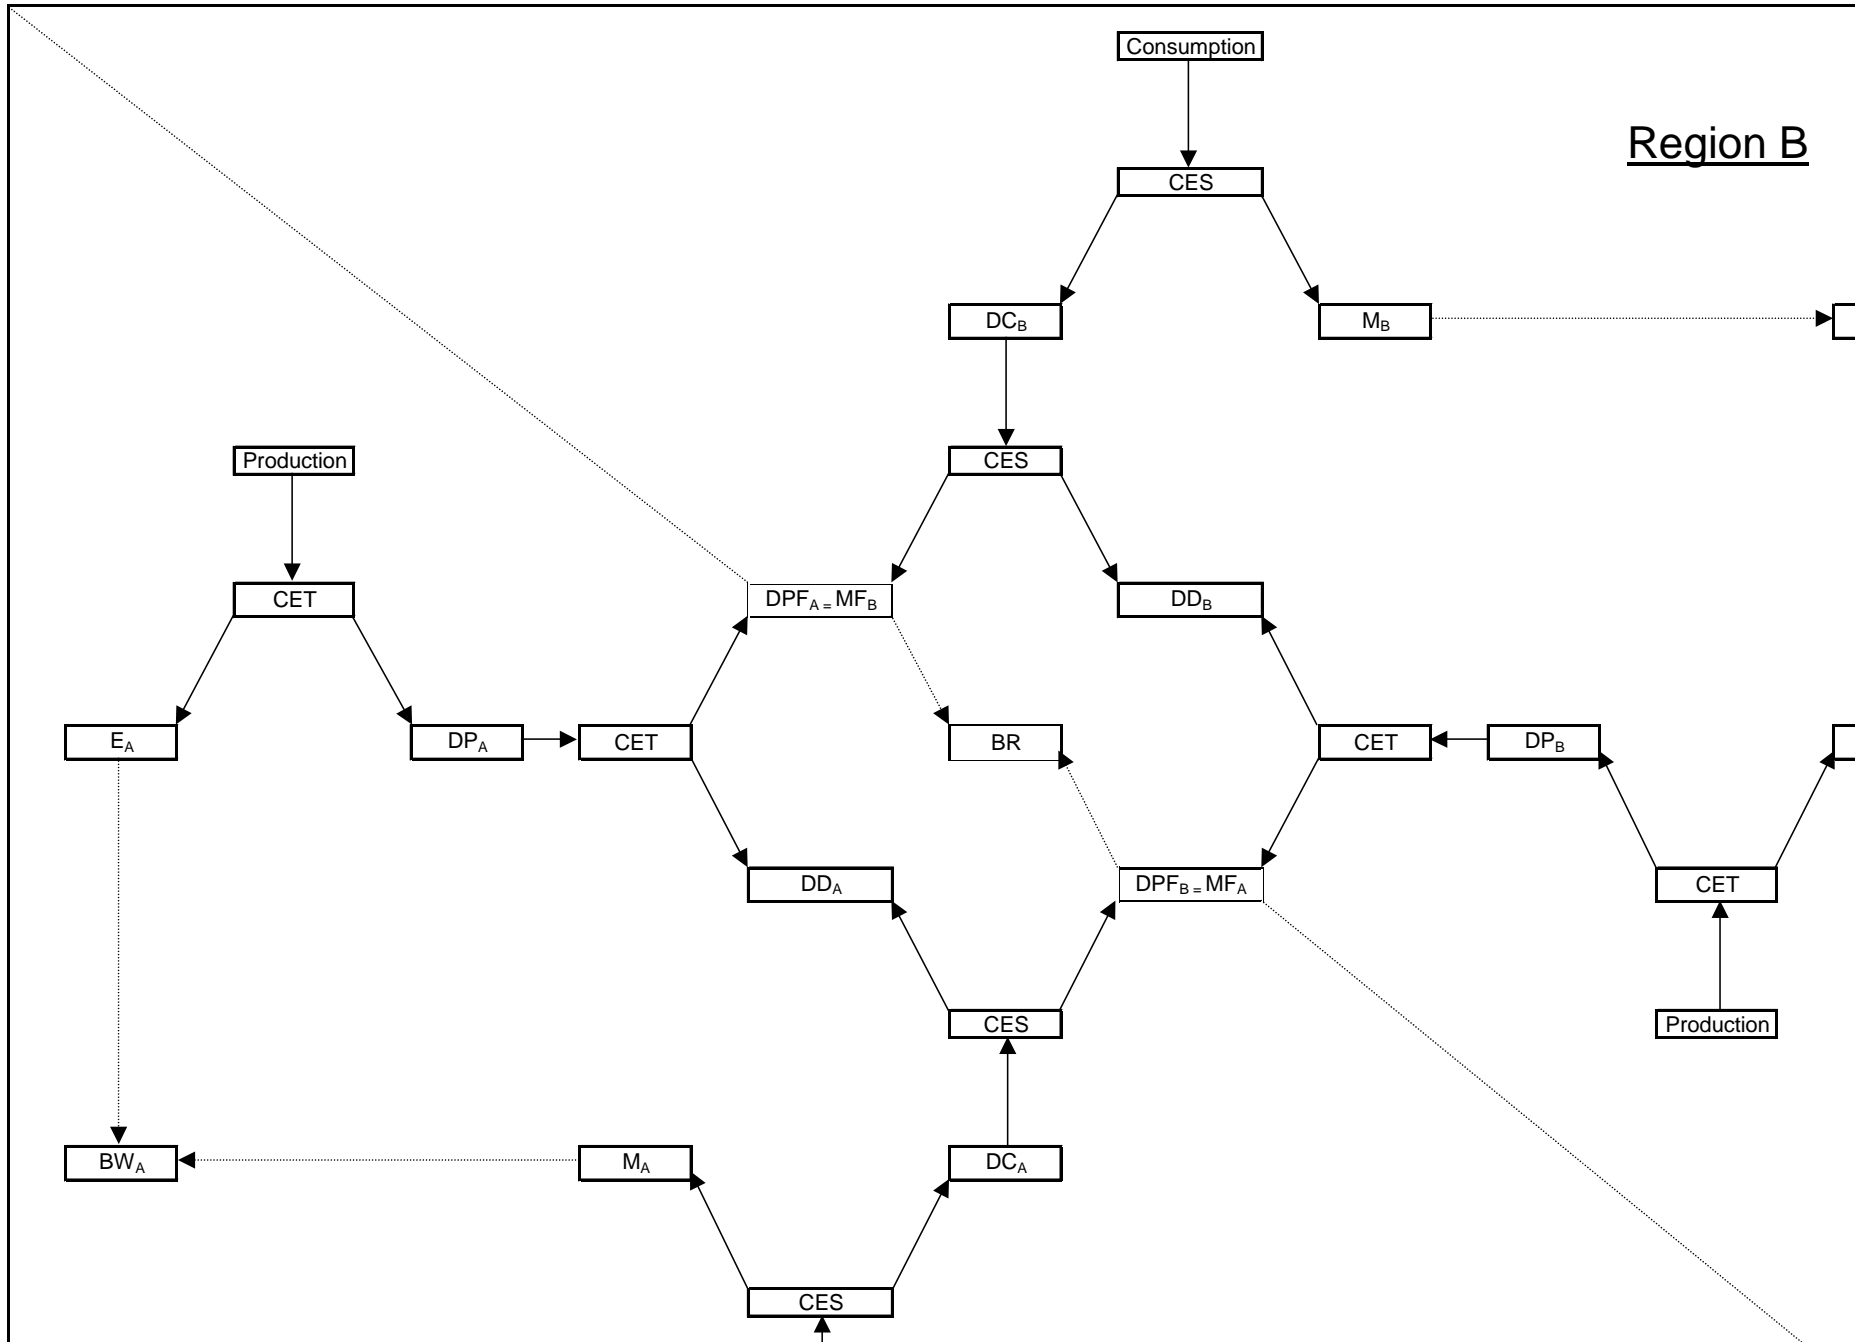 Consumption
Region B
CES
DC_B
M_B
Production
CES
CET
DPF_A = MF_B
DD_B
E_A
DP_A
CET
BR
CET
DP_B
DD_A
DPF_B = MF_A
CET
CES
Production
BW_A
M_A
DC_A
CES